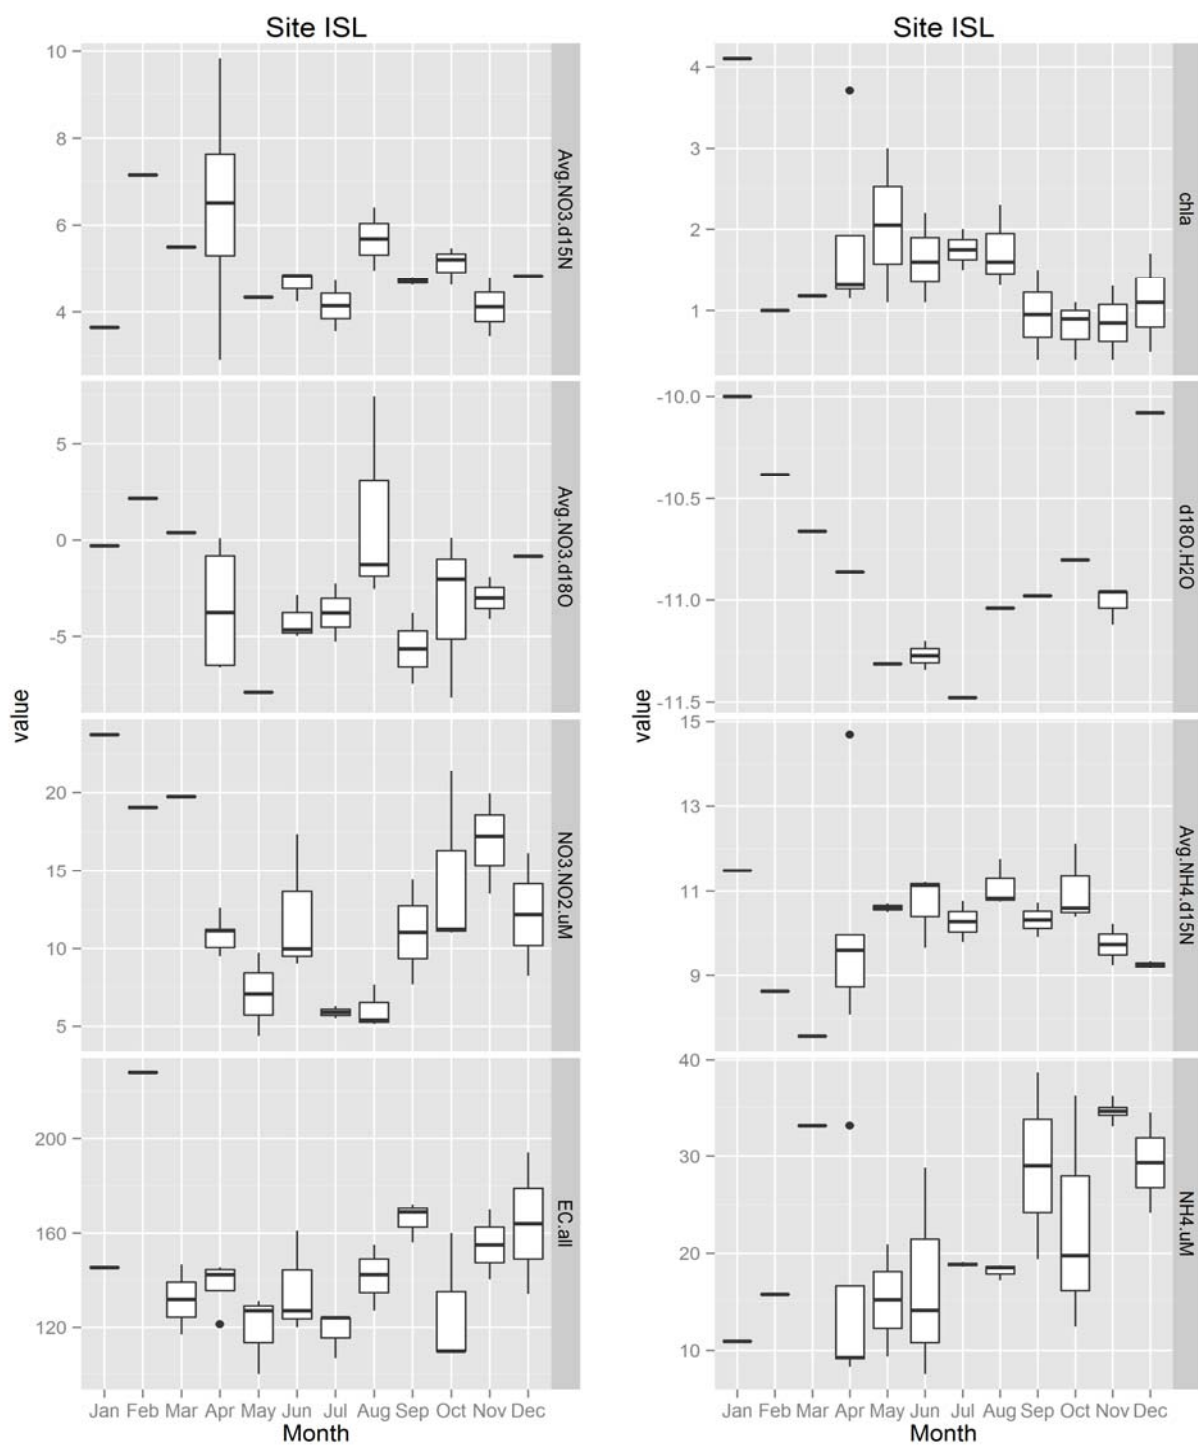 Site ISL
10
8
6
4
Avg.NO3.d15N
5
0
-5
Avg.NO3.d18O
20
15
10
5
NO3.NO2.uM
200
160
120
EC.all
value
Jan Feb Mar Apr May Jun Jul Aug Sep Oct Nov Dec
Month
Site ISL
4
3
2
1
chla
-10.0
-10.5
-11.0
-11.5
d18O.H2O
15
13
11
9
Avg.NH4.d15N
40
30
20
10
NH4.uM
value
Jan Feb Mar Apr May Jun Jul Aug Sep Oct Nov Dec
Month